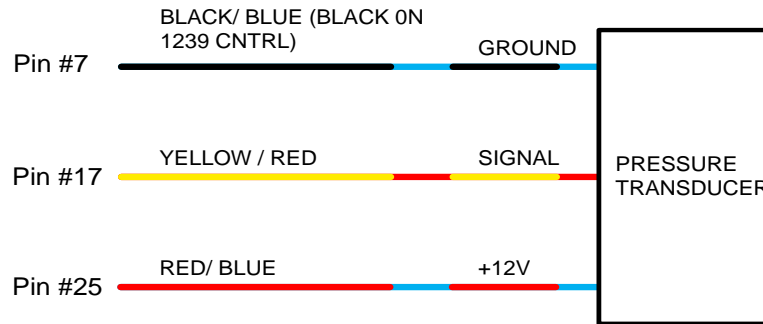 BLACK/ BLUE (BLACK 0N
1239 CNTRL)
Pin #7
GROUND
Pin #17
YELLOW / RED
SIGNAL
PRESSURE
TRANSDUCER
Pin #25
RED/ BLUE
+12V